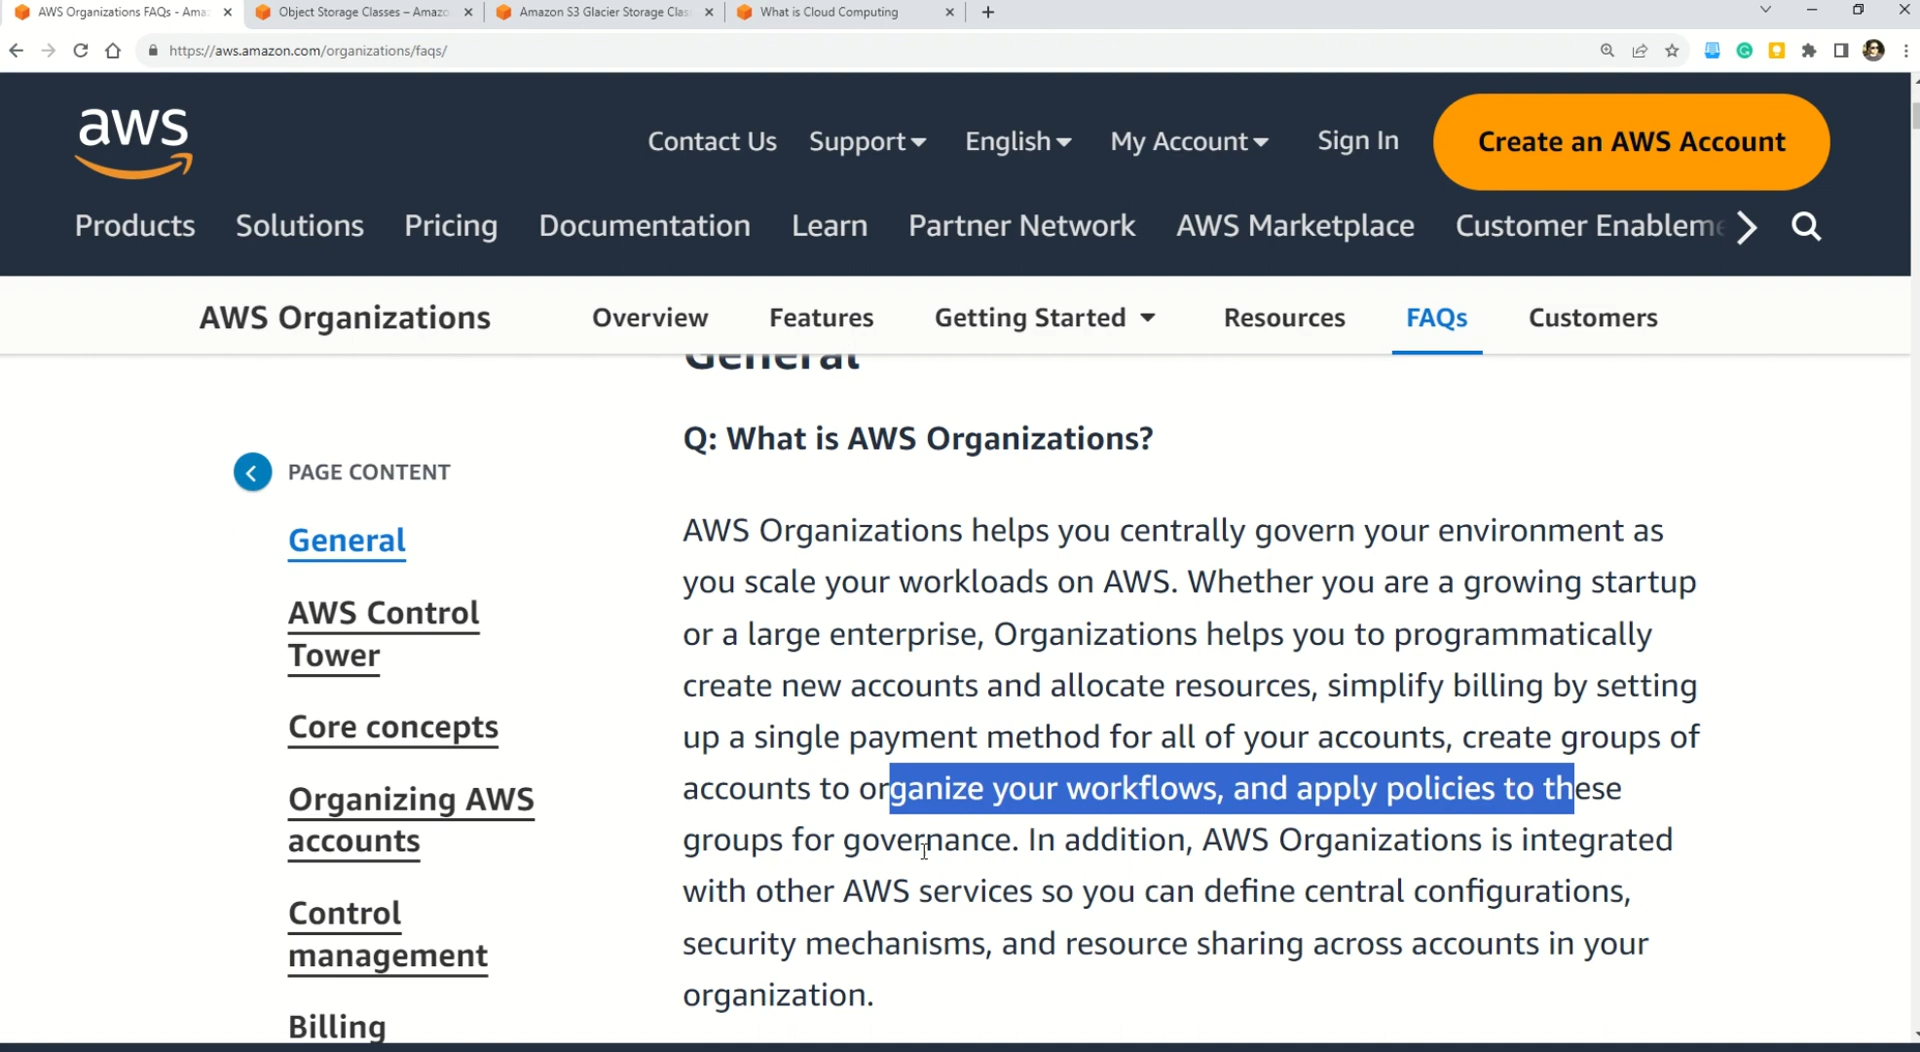 AWS Organizations FAQs - Ama
Object Storage Classes – Amazo
Amazon S3 Glacier Storage Clas
What is Cloud Computing
https://aws.amazon.com/organizations/faqs/
aws
Contact Us
Support
English
My Account
Sign In
Create an AWS Account
Products
Solutions
Pricing
Documentation
Learn
Partner Network
AWS Marketplace
Customer Enableme
AWS Organizations
Overview
Features
Getting Started
Resources
FAQs
Customers
General
PAGE CONTENT
General
AWS Control
Tower
Core concepts
Organizing AWS
accounts
Control
management
Billing
Q: What is AWS Organizations?
AWS Organizations helps you centrally govern your environment as
you scale your workloads on AWS. Whether you are a growing startup
or a large enterprise, Organizations helps you to programmatically
create new accounts and allocate resources, simplify billing by setting
up a single payment method for all of your accounts, create groups of
accounts to organize your workflows, and apply policies to these
groups for governance. In addition, AWS Organizations is integrated
with other AWS services so you can define central configurations,
security mechanisms, and resource sharing across accounts in your
organization.